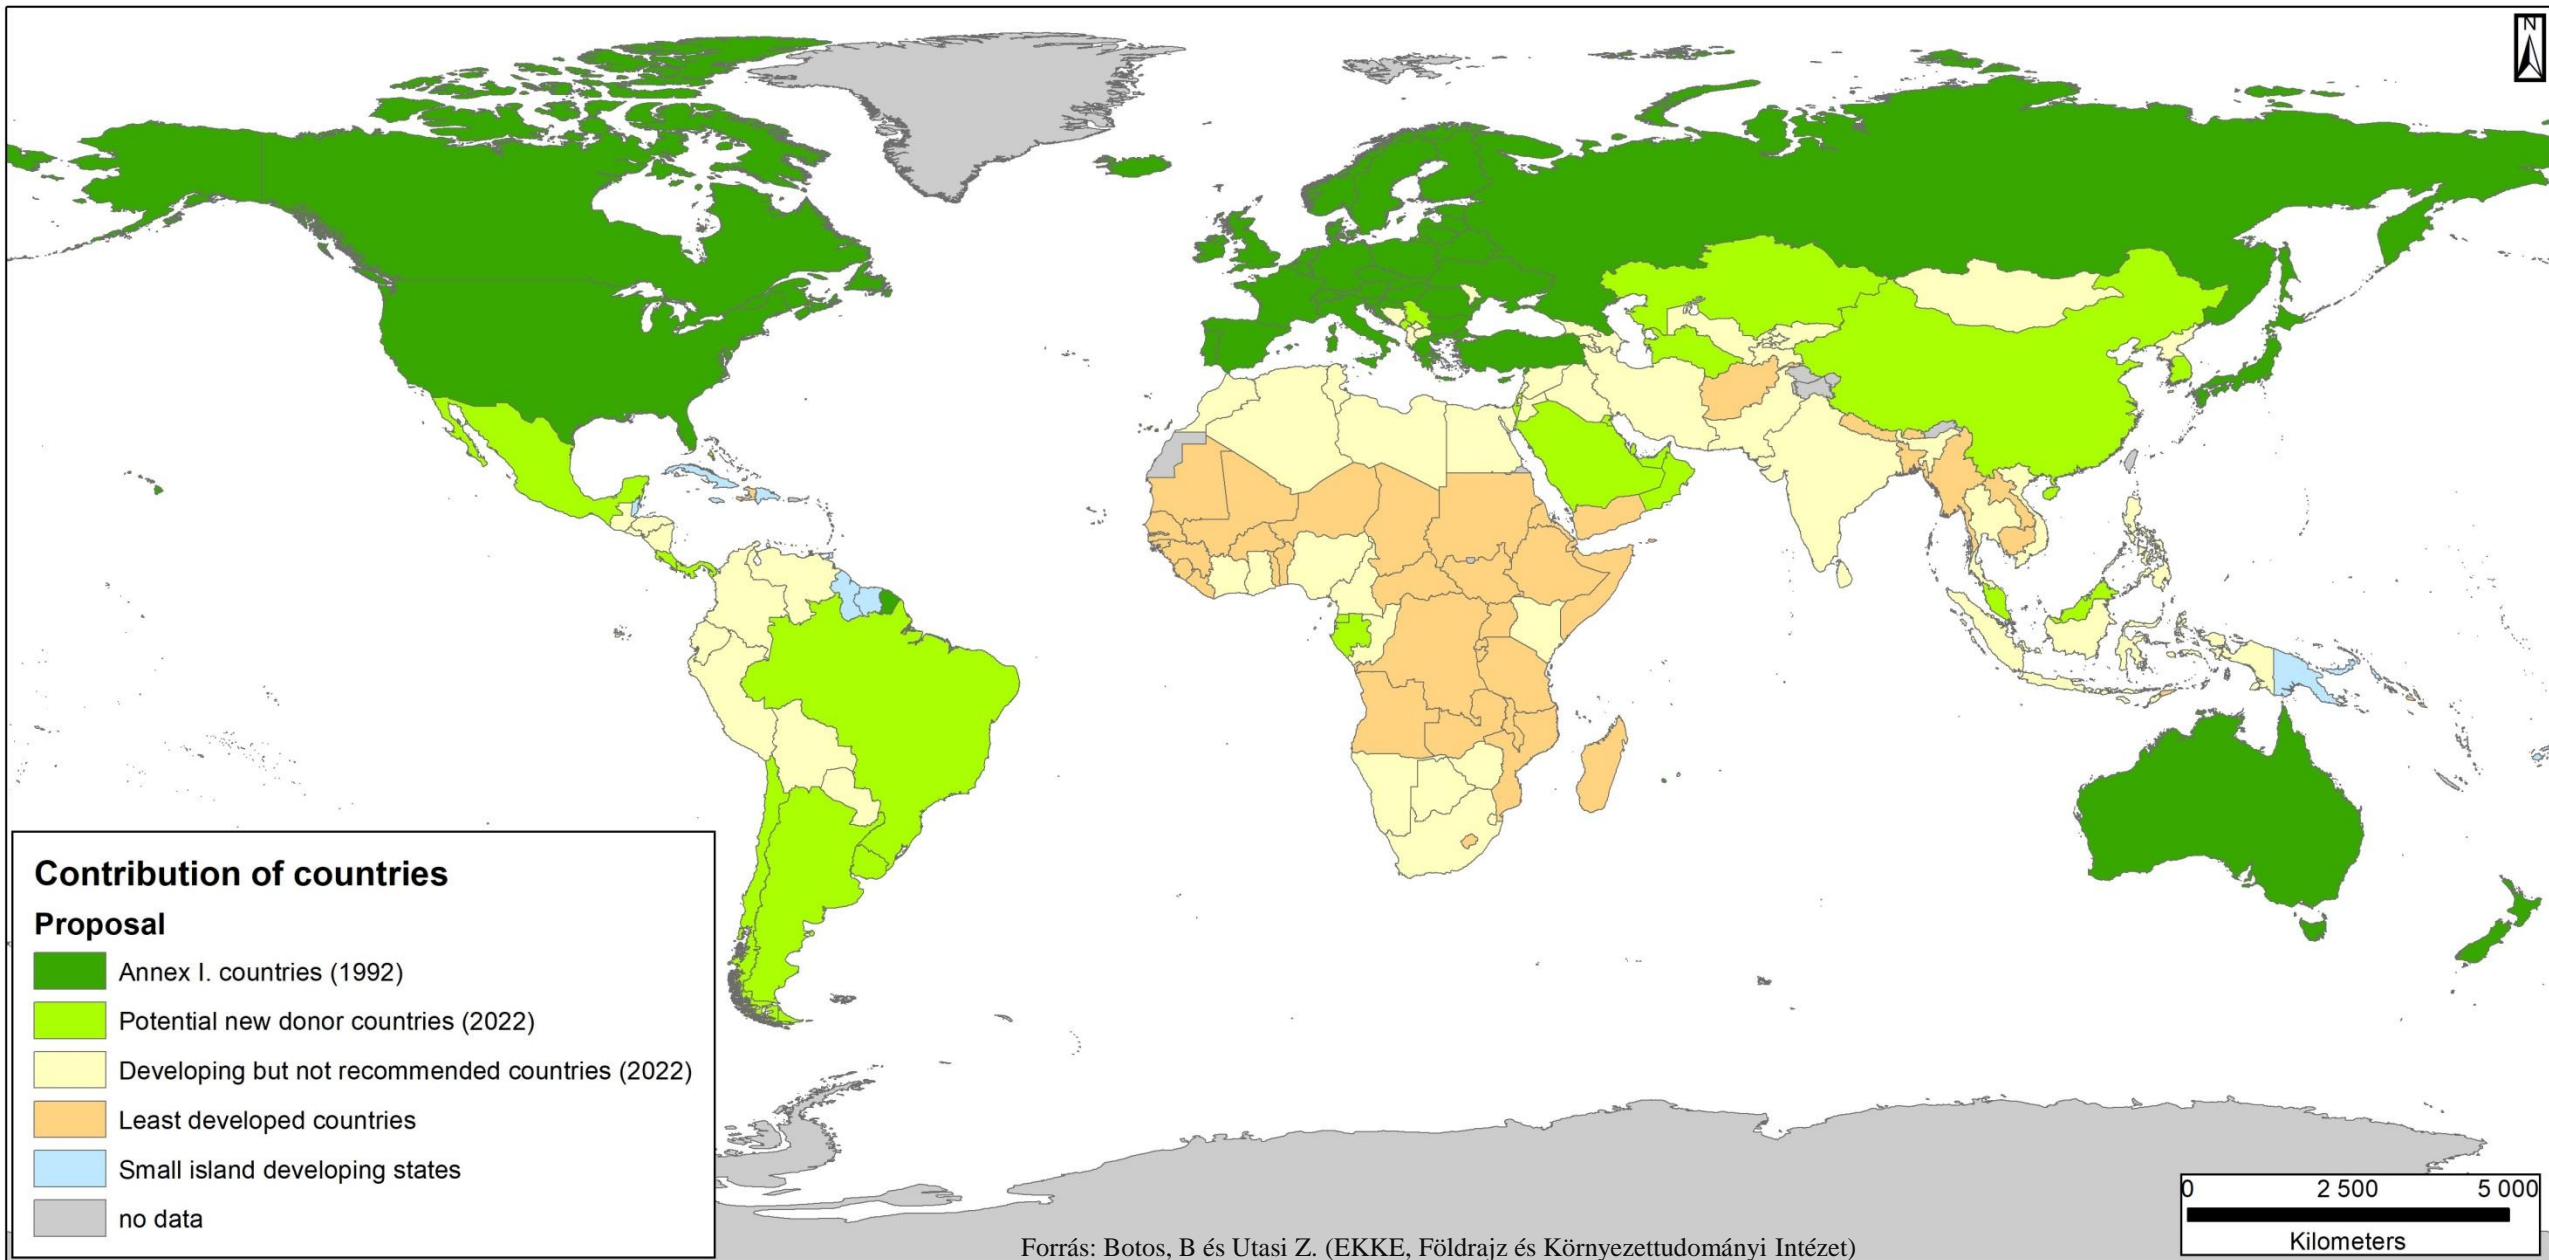 N
Contribution of countries
Proposal
Annex I. countries (1992)
Potential new donor countries (2022)
Developing but not recommended countries (2022)
Least developed countries
Small island developing states
no data
0 2 500 5 000
Kilometers
Forrás: Botos, B és Utasi Z. (EKKE, Földrajz és Környezettudományi Intézet)